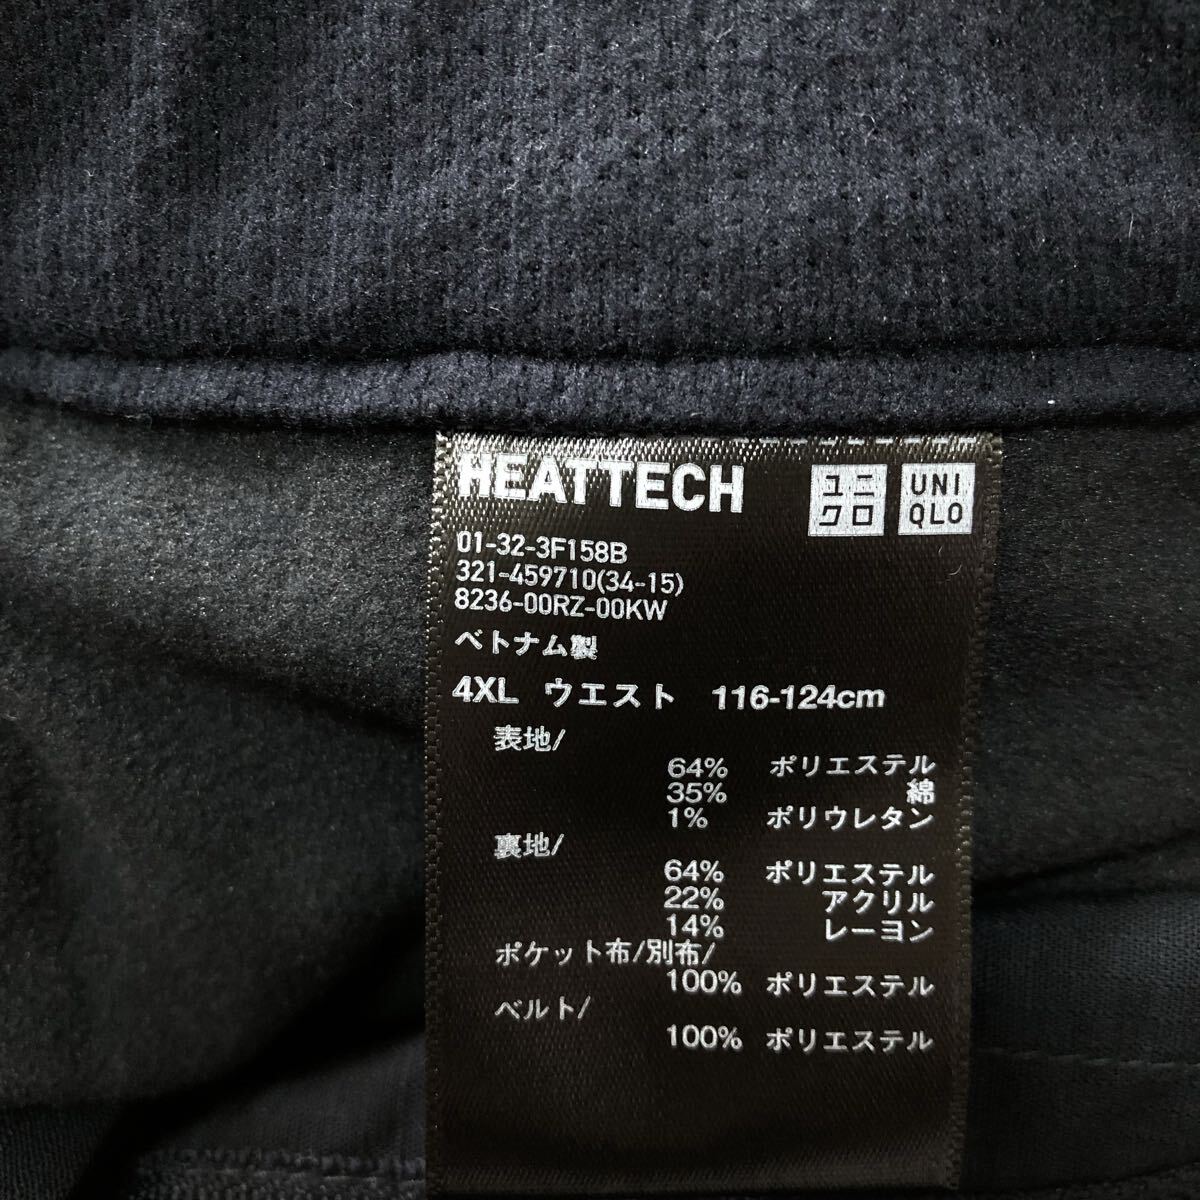 HEATTECH ユニクロ UNIQLO
01-32-3F158B
321-459710(34-15)
8236-00RZ-00KW
ベトナム製
4XL ウエスト 116-124cm
表地/
64% ポリエステル
35% 綿
1% ポリウレタン
裏地/
64% ポリエステル
22% アクリル
14% レーヨン
ポケット布/別布/
100% ポリエステル
ベルト/
100% ポリエステル